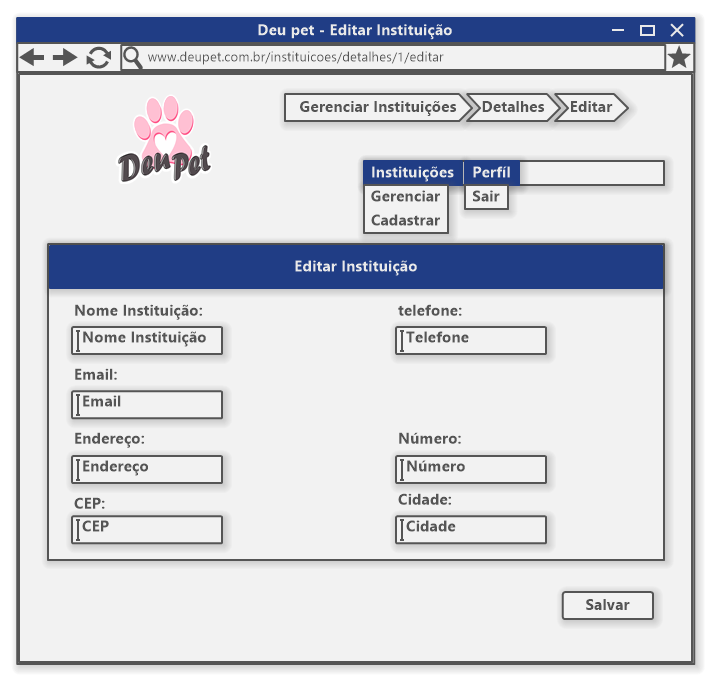 Deu pet - Editar Instituição
www.deupet.com.br/instituicoes/detalhes/1/editar
Gerenciar Instituições Detalhes Editar
Deu Pet
Instituições Perfíl
Gerenciar Sair
Cadastrar
Editar Instituição
Nome Instituição: telefone:
Nome Instituição Telefone
Email:
Email
Endereço: Número:
Endereço Número
CEP: Cidade:
CEP Cidade
Salvar